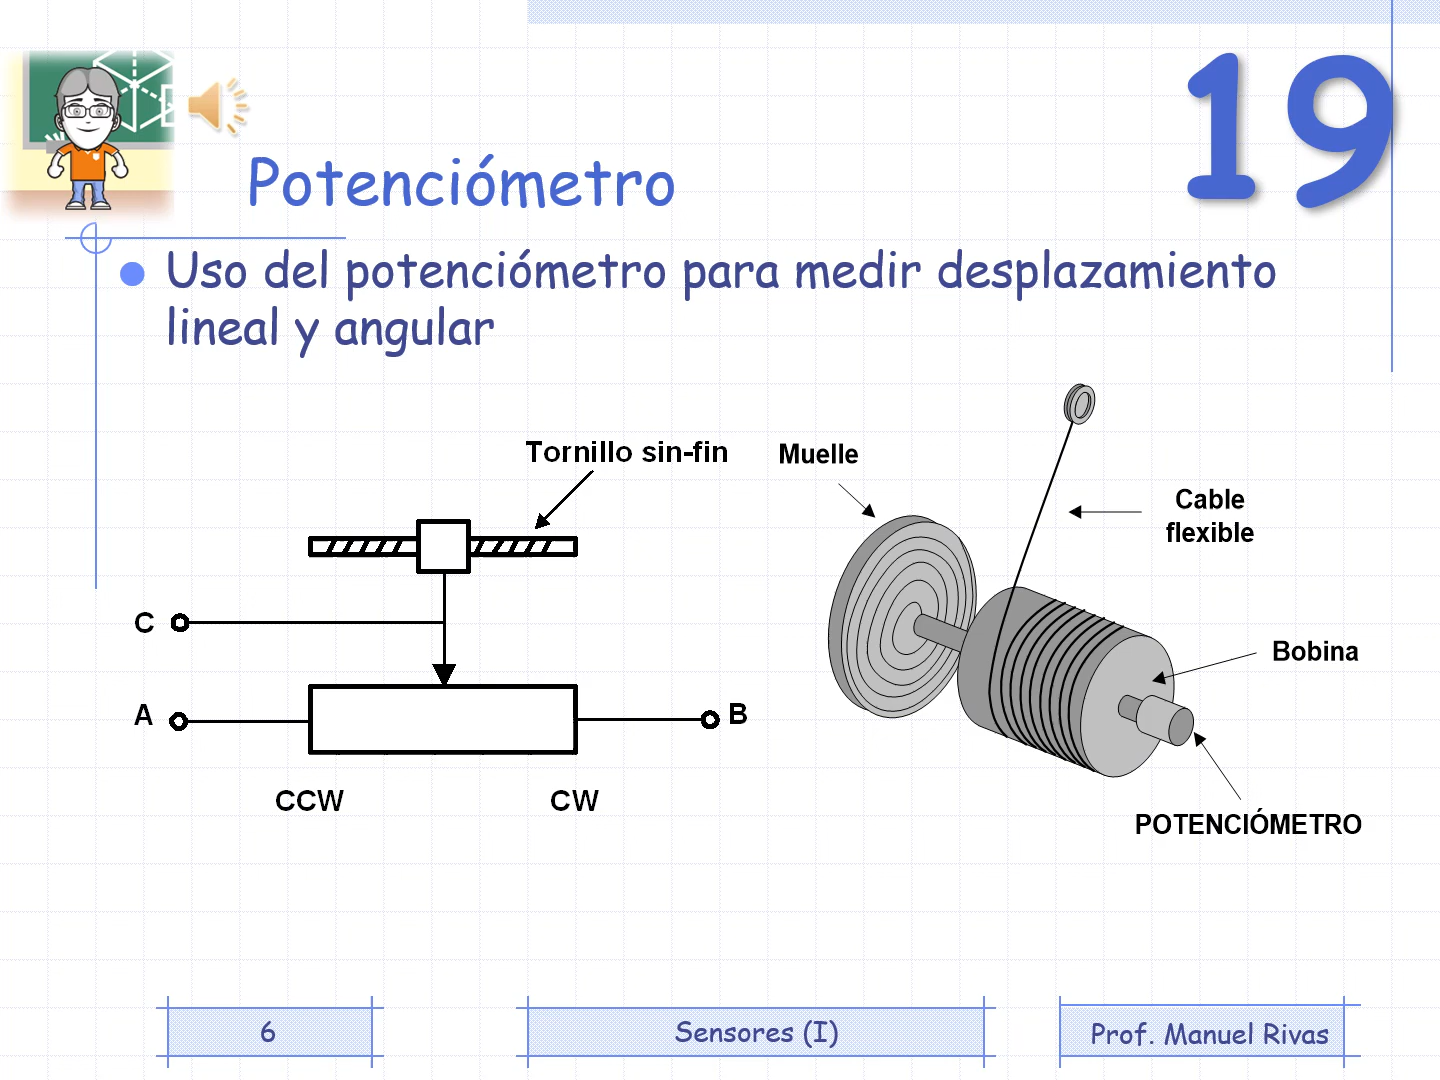 19
Potenciómetro
Uso del potenciómetro para medir desplazamiento
lineal y angular
Tornillo sin-fin
C
A
B
CCW
CW
Muelle
Cable
flexible
Bobina
POTENCIÓMETRO
6
Sensores (I)
Prof. Manuel Rivas